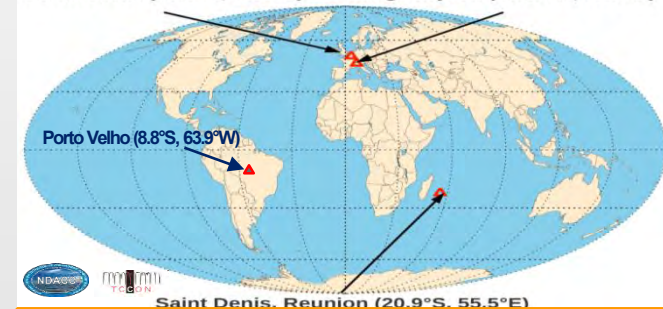 Porto Velho (8.8°S, 63.9°W)
NDACC
TCCON
Saint Denis, Reunion (20.9°S, 55.5°E)